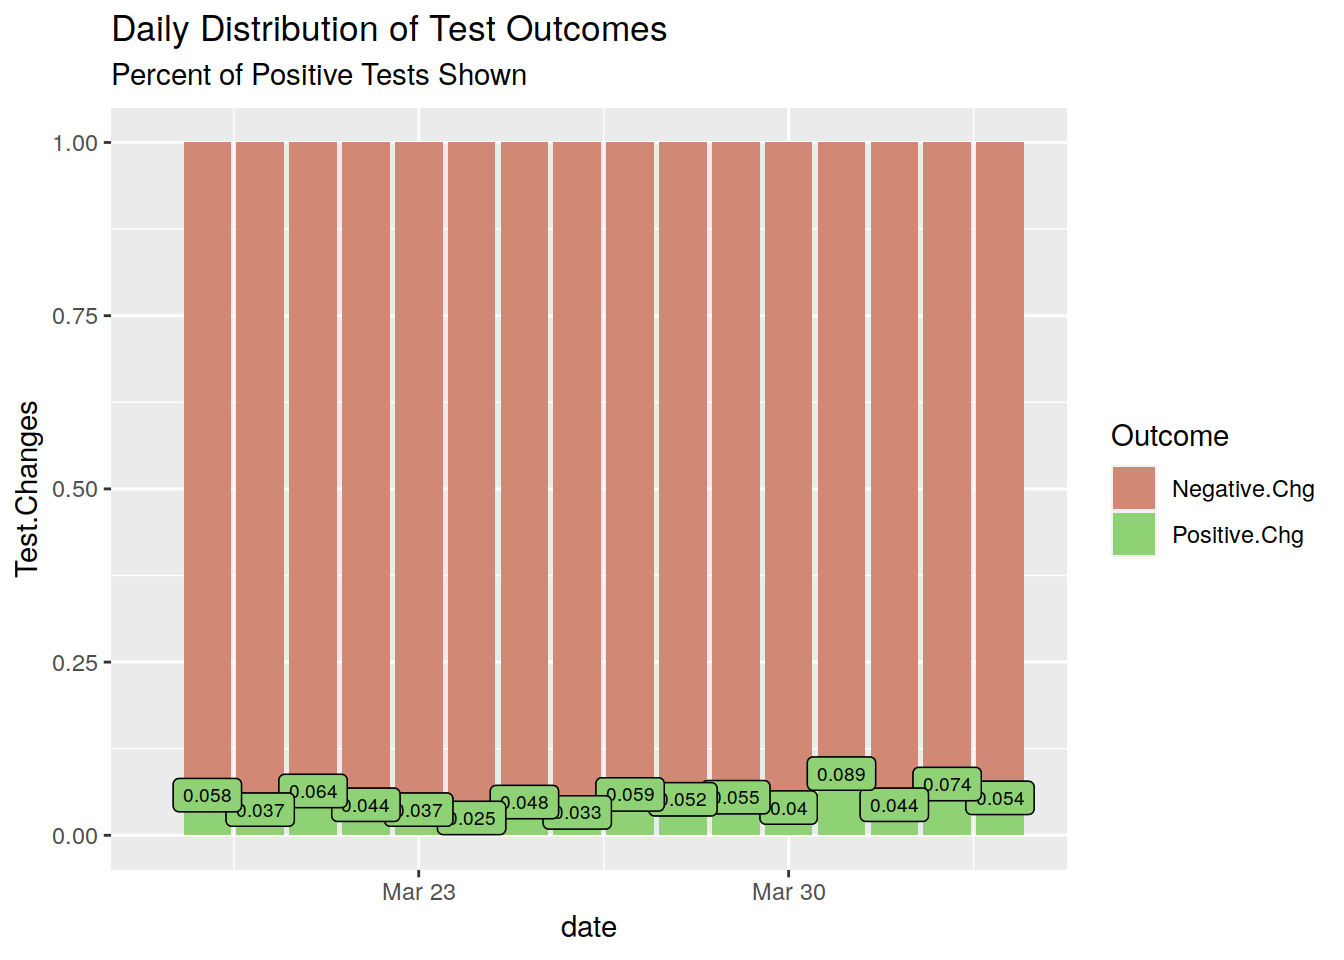 Daily Distribution of Test Outcomes
Percent of Positive Tests Shown
1.00
0.75
0.50
0.25
0.00
Test.Changes
0.058
0.037
0.064
0.044
0.037
0.025
0.048
0.033
0.059
0.052
0.055
0.04
0.089
0.044
0.074
0.054
Mar 23
Mar 30
date
Outcome
Negative.Chg
Positive.Chg